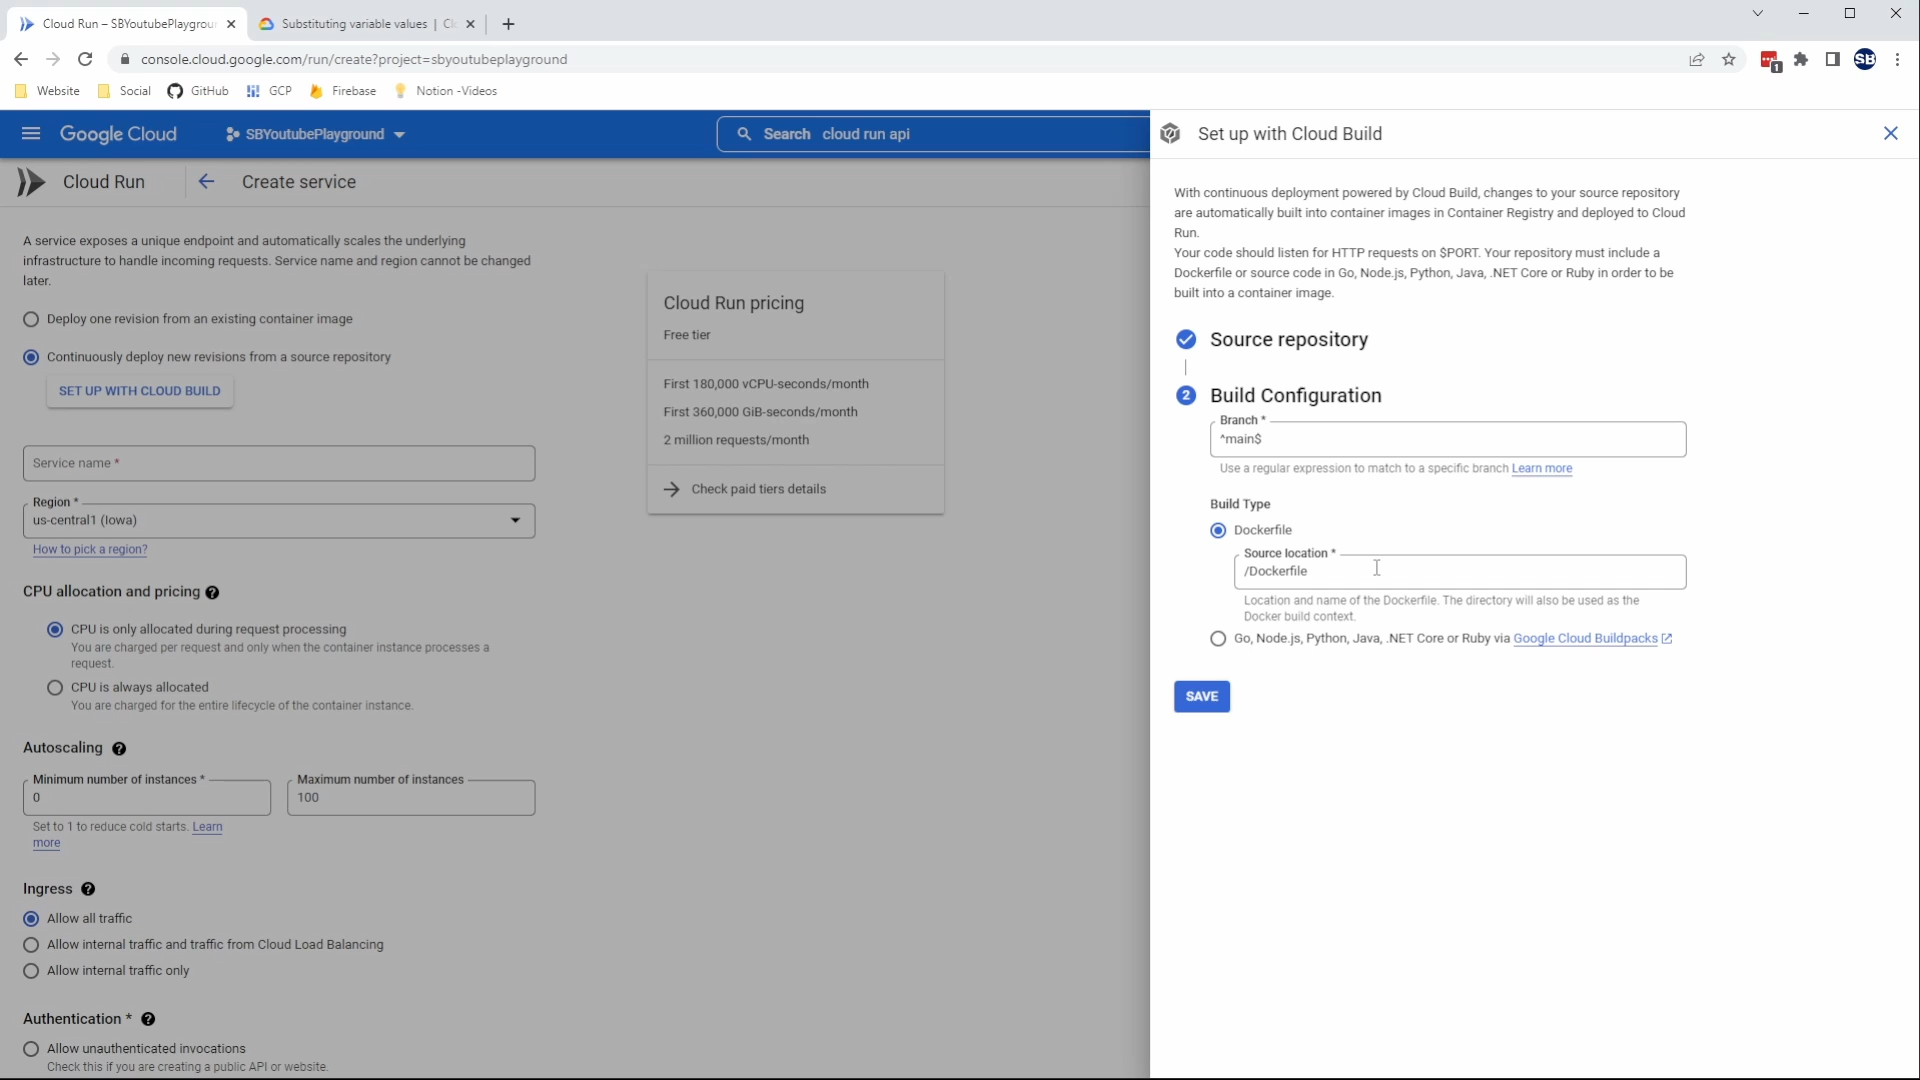 Cloud Run – SBYoutubePlaygroun
Substituting variable values | Cl
console.cloud.google.com/run/create?project=sbyoutubeplayground
1
SB
Website
Social
GitHub
GCP
Firebase
Notion -Videos
Google Cloud
SBYoutubePlayground
Search cloud run api
Cloud Run
Create service
A service exposes a unique endpoint and automatically scales the underlying
infrastructure to handle incoming requests. Service name and region cannot be changed
later.
Deploy one revision from an existing container image
Continuously deploy new revisions from a source repository
SET UP WITH CLOUD BUILD
Service name *
Region *
us-central1 (Iowa)
How to pick a region?
CPU allocation and pricing ?
CPU is only allocated during request processing
You are charged per request and only when the container instance processes a
request.
CPU is always allocated
You are charged for the entire lifecycle of the container instance.
Autoscaling ?
Minimum number of instances *
0
Maximum number of instances
100
Set to 1 to reduce cold starts. Learn
more
Ingress ?
Allow all traffic
Allow internal traffic and traffic from Cloud Load Balancing
Allow internal traffic only
Authentication * ?
Allow unauthenticated invocations
Check this if you are creating a public API or website.
Cloud Run pricing
Free tier
First 180,000 vCPU-seconds/month
First 360,000 GiB-seconds/month
2 million requests/month
Check paid tiers details
Set up with Cloud Build
With continuous deployment powered by Cloud Build, changes to your source repository
are automatically built into container images in Container Registry and deployed to Cloud
Run.
Your code should listen for HTTP requests on $PORT. Your repository must include a
Dockerfile or source code in Go, Node.js, Python, Java, .NET Core or Ruby in order to be
built into a container image.
Source repository
2 Build Configuration
Branch *
^main$
Use a regular expression to match to a specific branch Learn more
Build Type
Dockerfile
Source location *
/Dockerfile
Location and name of the Dockerfile. The directory will also be used as the
Docker build context.
Go, Node.js, Python, Java, .NET Core or Ruby via Google Cloud Buildpacks
SAVE